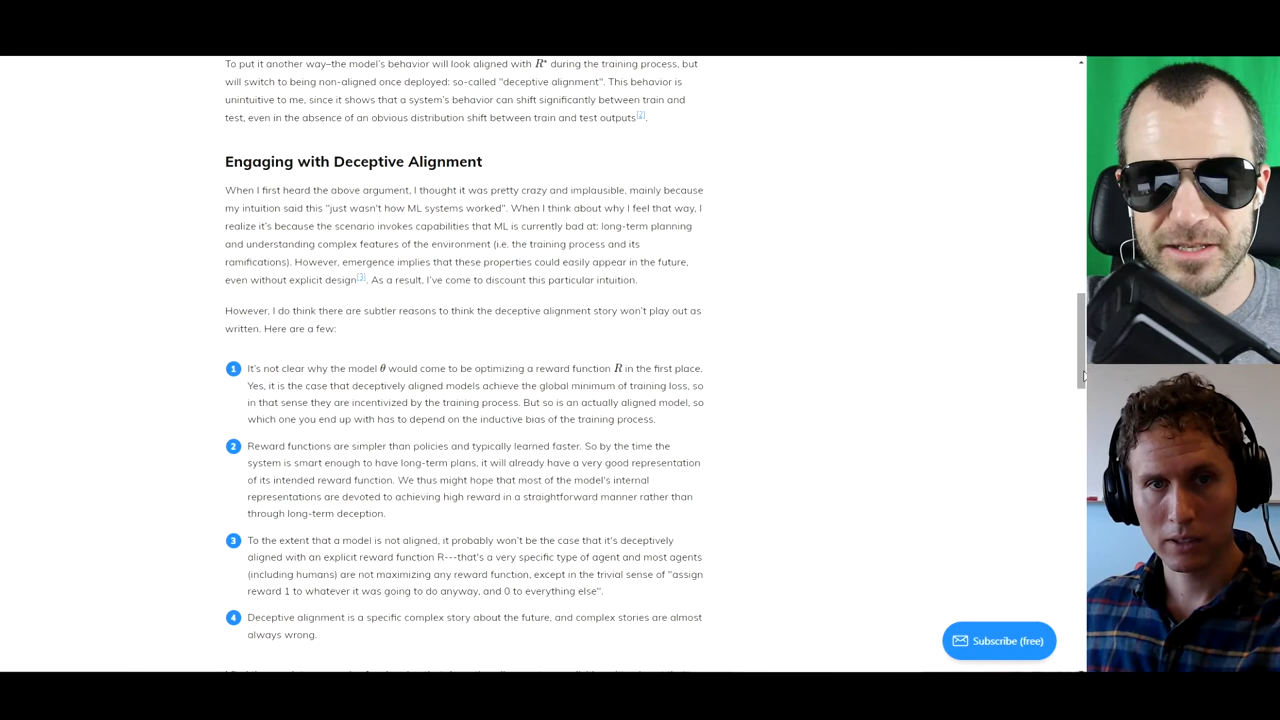 To put it another way–the model's behavior will look aligned with R* during the training process, but
will switch to being non-aligned once deployed: so-called "deceptive alignment". This behavior is
unintuitive to me, since it shows that a system's behavior can shift significantly between train and
test, even in the absence of an obvious distribution shift between train and test outputs[2].
Engaging with Deceptive Alignment
When I first heard the above argument, I thought it was pretty crazy and implausible, mainly because
my intuition said this "just wasn't how ML systems worked". When I think about why I feel that way, I
realize it's because the scenario invokes capabilities that ML is currently bad at: long-term planning
and understanding complex features of the environment (i.e. the training process and its
ramifications). However, emergence implies that these properties could easily appear in the future,
even without explicit design[3]. As a result, I've come to discount this particular intuition.
However, I do think there are subtler reasons to think the deceptive alignment story won't play out as
written. Here are a few:
1 It's not clear why the model θ would come to be optimizing a reward function R in the first place.
Yes, it is the case that deceptively aligned models achieve the global minimum of training loss, so
in that sense they are incentivized by the training process. But so is an actually aligned model, so
which one you end up with has to depend on the inductive bias of the training process.
2 Reward functions are simpler than policies and typically learned faster. So by the time the
system is smart enough to have long-term plans, it will already have a very good representation
of its intended reward function. We thus might hope that most of the model's internal
representations are devoted to achieving high reward in a straightforward manner rather than
through long-term deception.
3 To the extent that a model is not aligned, it probably won't be the case that it's deceptively
aligned with an explicit reward function R---that's a very specific type of agent and most agents
(including humans) are not maximizing any reward function, except in the trivial sense of "assign
reward 1 to whatever it was going to do anyway, and 0 to everything else".
4 Deceptive alignment is a specific complex story about the future, and complex stories are almost
always wrong.
Subscribe (free)